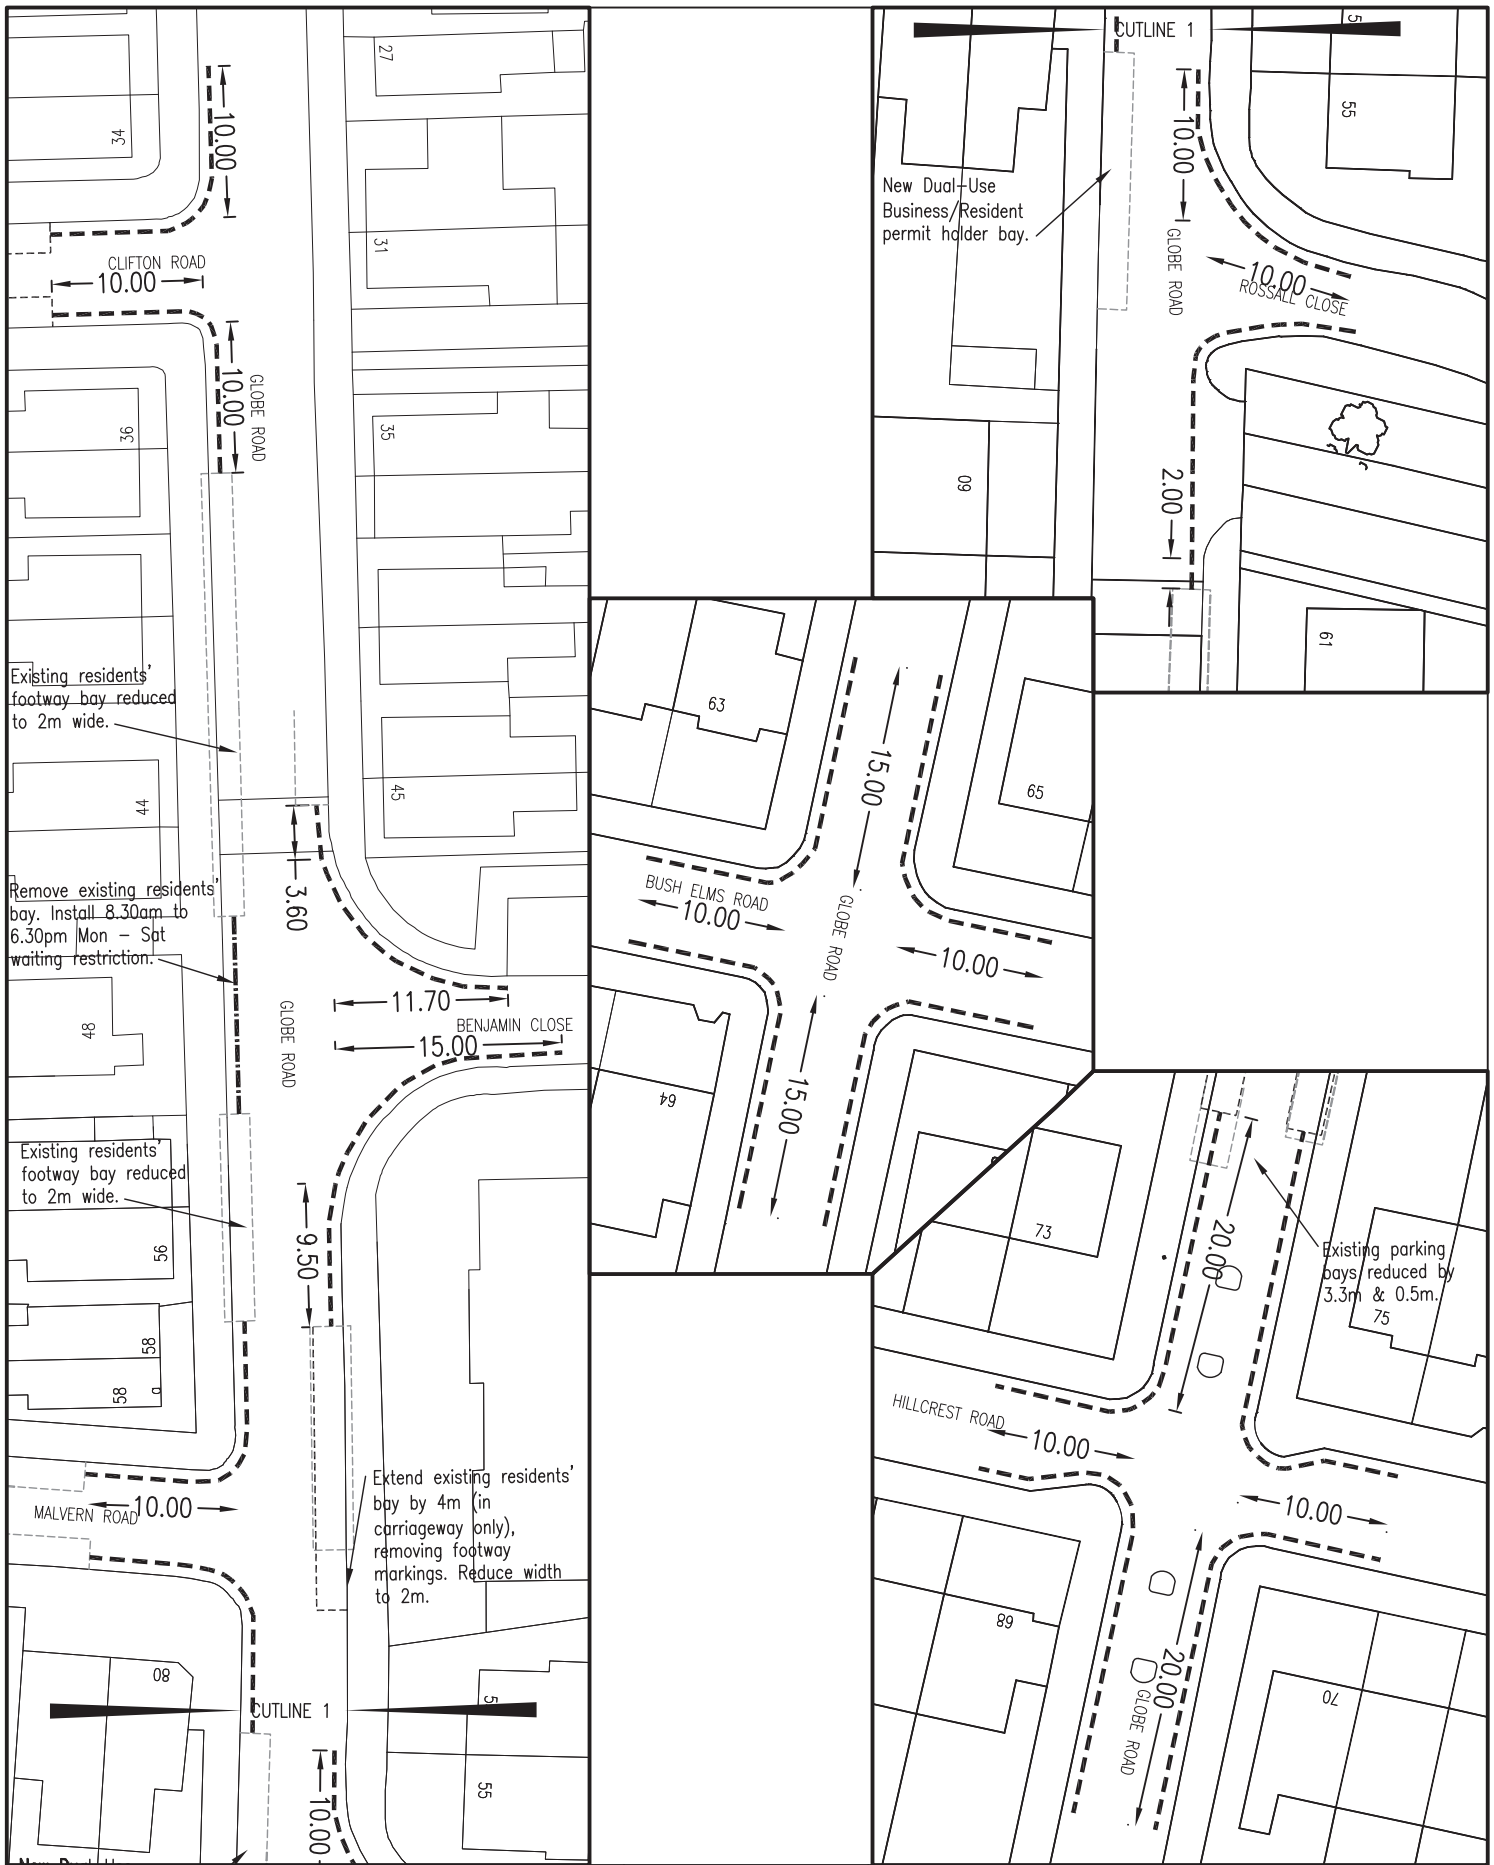 34
10.00
27
CLIFTON ROAD
10.00
31
10.00
GLOBE ROAD
36
35
Existing residents'
footway bay reduced
to 2m wide.
44
45
3.60
Remove existing residents'
bay. Install 8.30am to
6.30pm Mon – Sat
waiting restriction.
48
GLOBE ROAD
11.70
BENJAMIN CLOSE
15.00
Existing residents'
footway bay reduced
to 2m wide.
56
9.50
58
58
a
MALVERN ROAD
10.00
Extend existing residents'
bay by 4m (in
carriageway only),
removing footway
markings. Reduce width
to 2m.
80
CUTLINE 1
5
55
10.00
CUTLINE 1
5
55
10.00
New Dual-Use
Business/Resident
permit holder bay.
GLOBE ROAD
10.00
ROSSALL CLOSE
60
2.00
61
63
15.00
65
BUSH ELMS ROAD
10.00
GLOBE ROAD
10.00
64
15.00
73
20.00
Existing parking
bays reduced by
3.3m & 0.5m.
75
HILLCREST ROAD
10.00
10.00
68
20.00
GLOBE ROAD
70